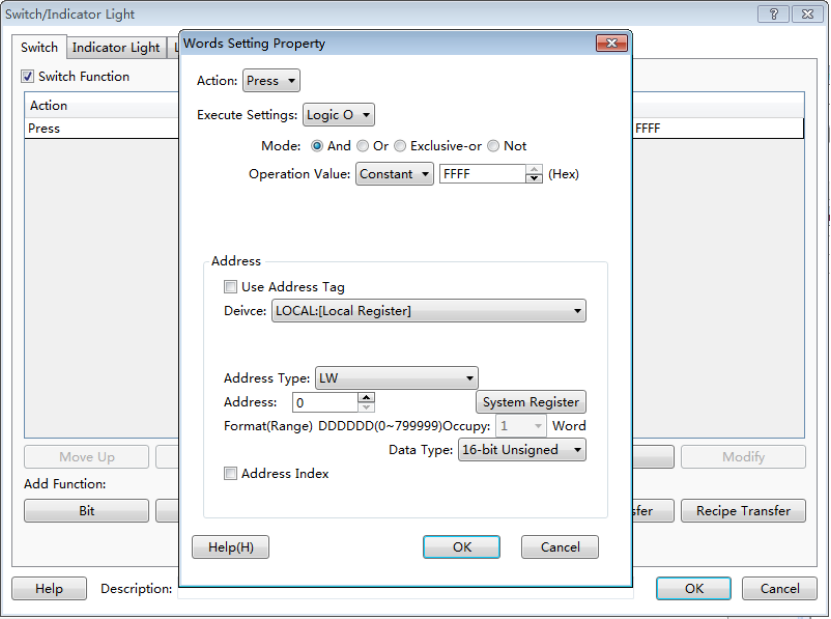 Switch/Indicator Light
Switch
Indicator Light
Words Setting Property
Action: Press
Execute Settings: Logic O
Mode: And Or Exclusive-or Not
Operation Value: Constant FFFF (Hex)
Address
Use Address Tag
Deivce: LOCAL:[Local Register]
Address Type: LW
Address: 0 System Register
Format(Range) DDDDDD(0~799999)Occupy: 1 Word
Data Type: 16-bit Unsigned
Address Index
Help(H) OK Cancel
Switch Function
Action
Press FFFF
Move Up Modify
Add Function:
Bit sfer Recipe Transfer
Help Description: OK Cancel